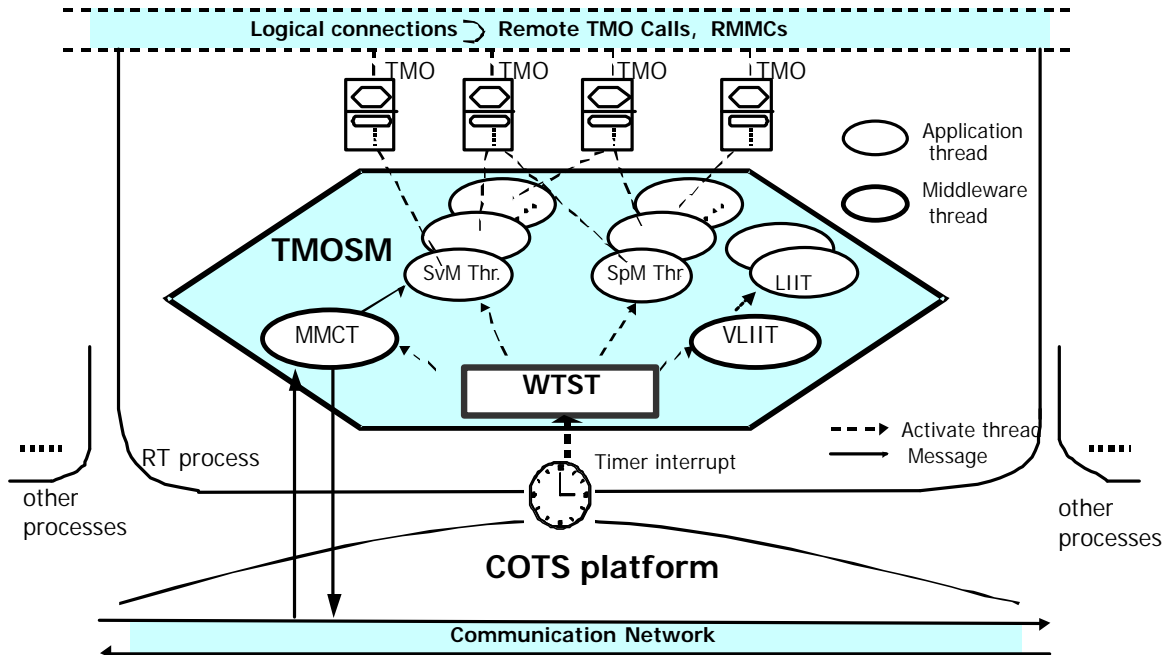 Logical connections Remote TMO Calls, RMMCs
TMO
TMO
TMO
TMO
Application
thread
Middleware
thread
TMOSM
SvM Thr.
SpM Thr
LIIT
MMCT
VLIIT
WTST
Activate thread
Message
RT process
Timer interrupt
other
processes
other
processes
COTS platform
Communication Network